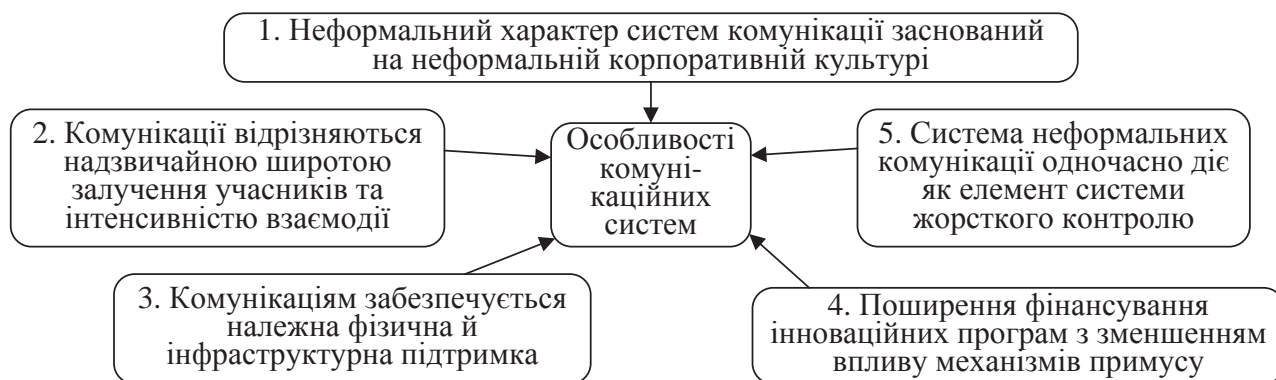 1. Неформальний характер систем комунікації заснований
на неформальній корпоративній культурі
2. Комунікації відрізняються
надзвичайною широтою
залучення учасників та
інтенсивністю взаємодії
Особливості
комуні-
каційних
систем
5. Система неформальних
комунікації одночасно діє
як елемент системи
жорсткого контролю
3. Комунікаціям забезпечується
належна фізична й
інфраструктурна підтримка
4. Поширення фінансування
інноваційних програм з зменшенням
впливу механізмів примусу